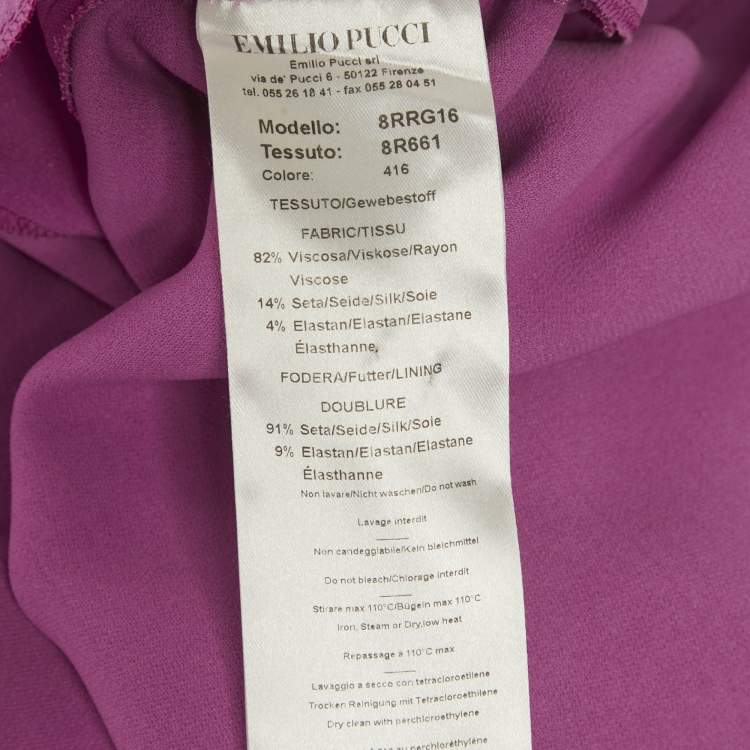 EMILIO PUCCI
Emilio Pucci srl
via de' Pucci 6 - 50122 Firenze
tel. 055 26 18 41 - fax 055 28 04 51
Modello: 8RRG16
Tessuto: 8R661
Colore: 416
TESSUTO/Gewebestoff
FABRIC/TISSU
82% Viscosa/Viskose/Rayon
Viscose
14% Seta/Seide/Silk/Soie
4% Elastan/Elastan/Elastane
Élasthanne,
FODERA/Futter/LINING
DOUBLURE
91% Seta/Seide/Silk/Soie
9% Elastan/Elastan/Elastane
Élasthanne
Non lavare/Nicht waschen/Do not wash
Lavage interdit
Non candeggiabile/Kein bleichmittel
Do not bleach/Chlorage interdit
Stirare max 110°C/Bügeln max 110°C
Iron, Steam or Dry,low heat
Repassage à 110°C max
Lavaggio a secco con tetracloroetilene
Trocken Reinigung mit Tetracloroethilene
Dry clean with perchloroethylene
à sec au perchloréthylène